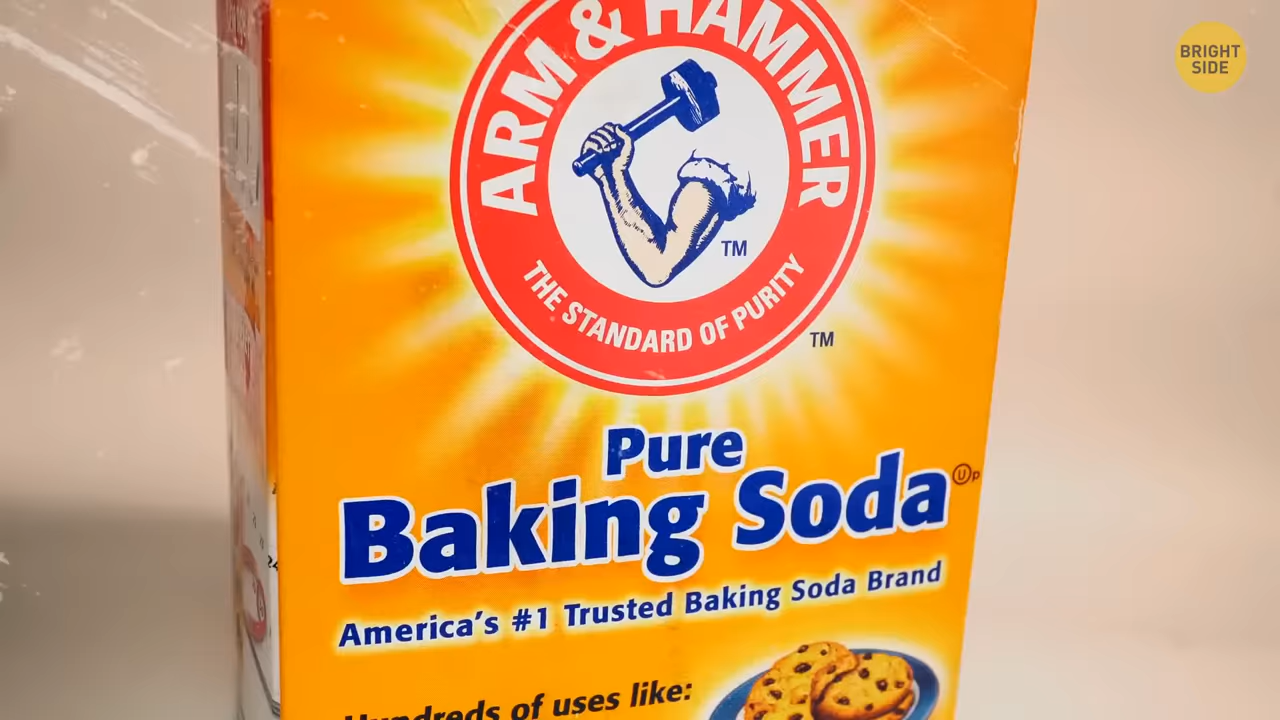 BRIGHT
SIDE
ARM & HAMMER
TM
THE STANDARD OF PURITY
TM
Pure
Baking Soda Ⓤp
America's #1 Trusted Baking Soda Brand
Hundreds of uses like: